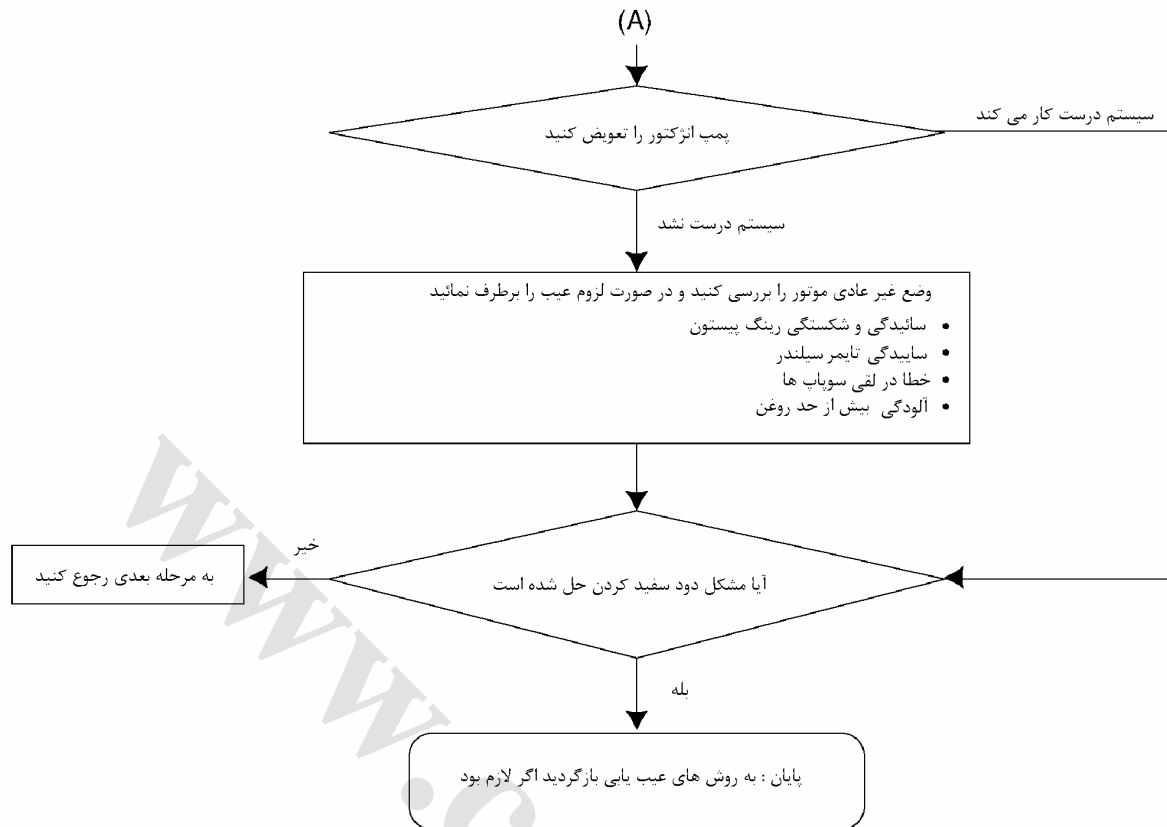 (A)
سیستم درست کار می کند
پمپ انژکتور را تعویض کنید
سیستم درست نشد
وضع غیر عادی موتور را بررسی کنید و در صورت لزوم عیب را برطرف نمائید
• سائیدگی و شکستگی رینگ پیستون
• ساییدگی تایمر سیلندر
• خطا در لقی سوپاپ ها
• آلودگی بیش از حد روغن
آیا مشکل دود سفید کردن حل شده است
خیر
به مرحله بعدی رجوع کنید
بله
پایان : به روش های عیب یابی بازگردید اگر لازم بود
www.c